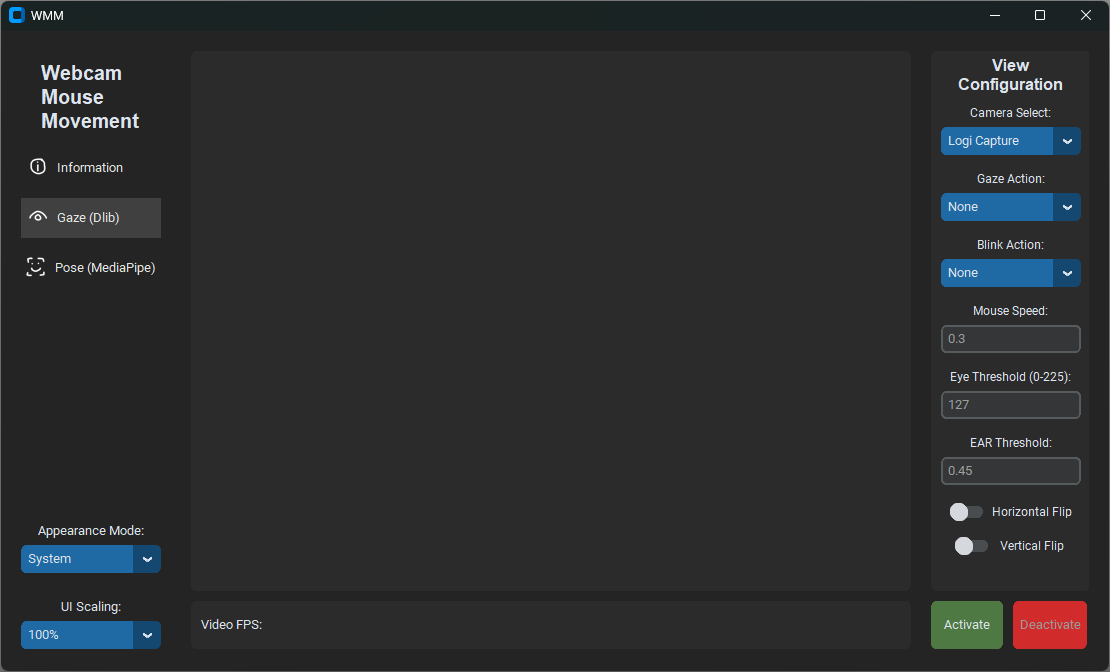 WMM
Webcam
Mouse
Movement
Information
Gaze (Dlib)
Pose (MediaPipe)
Appearance Mode:
System
UI Scaling:
100%
Video FPS:
View
Configuration
Camera Select:
Logi Capture
Gaze Action:
None
Blink Action:
None
Mouse Speed:
0.3
Eye Threshold (0-225):
127
EAR Threshold:
0.45
Horizontal Flip
Vertical Flip
Activate
Deactivate